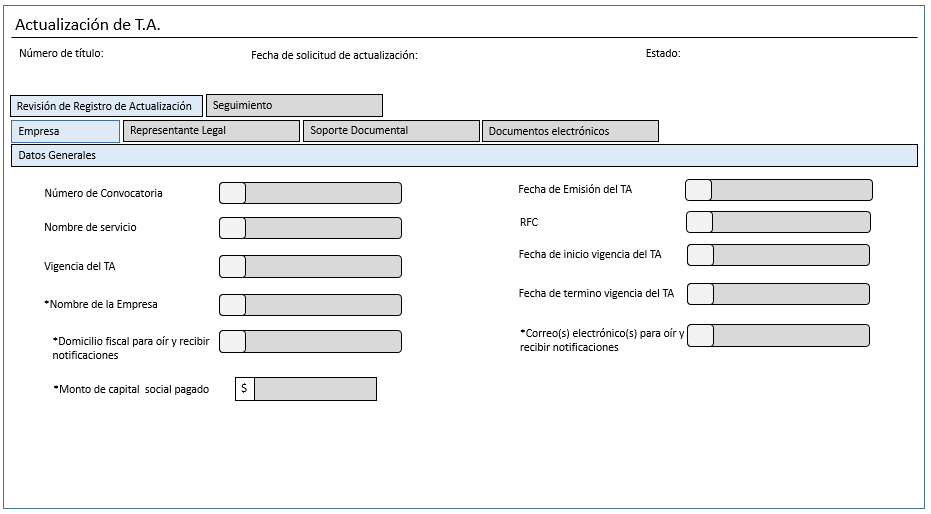 Actualización de T.A.
Número de título:
Fecha de solicitud de actualización:
Estado:
Revisión de Registro de Actualización
Seguimiento
Empresa
Representante Legal
Soporte Documental
Documentos electrónicos
Datos Generales
Número de Convocatoria
Fecha de Emisión del TA
Nombre de servicio
RFC
Vigencia del TA
Fecha de inicio vigencia del TA
*Nombre de la Empresa
Fecha de termino vigencia del TA
*Domicilio fiscal para oír y recibir
notificaciones
*Correo(s) electrónico(s) para oír y
recibir notificaciones
*Monto de capital social pagado
$